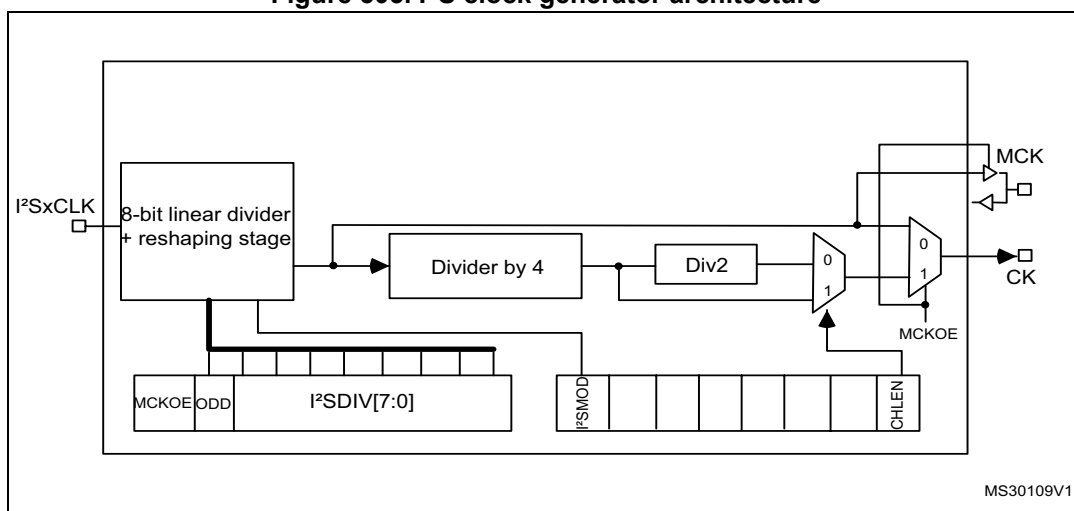 MCK
I²SxCLK
8-bit linear divider
+ reshaping stage
0
Divider by 4
Div2
0
1
1
CK
MCKOE
MCKOE
ODD
I²SDIV[7:0]
I²SMOD
CHLEN
MS30109V1